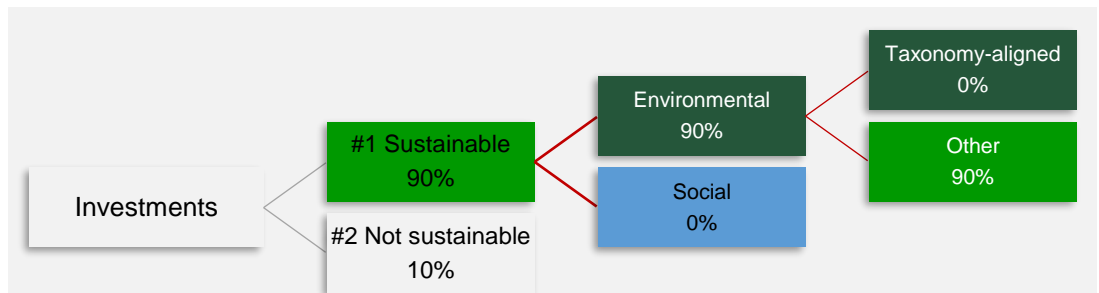 Investments
#1 Sustainable
90%
#2 Not sustainable
10%
Environmental
90%
Social
0%
Taxonomy-aligned
0%
Other
90%